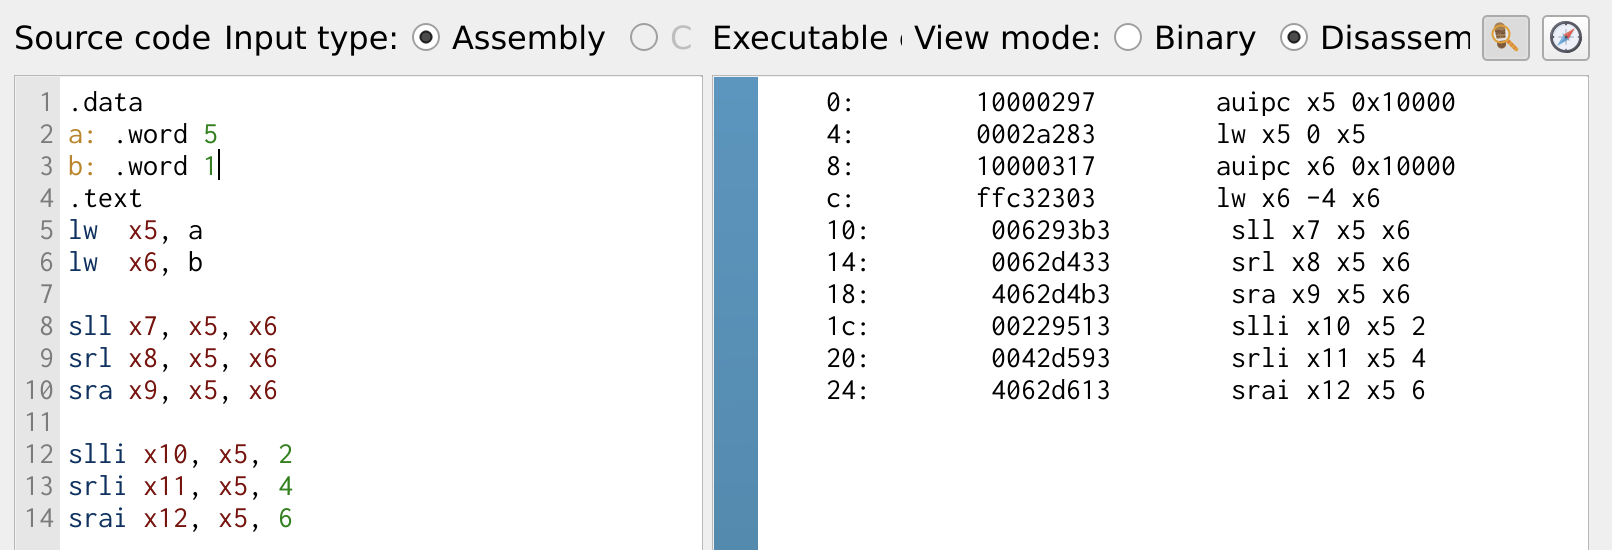 Source code Input type: Assembly C Executable View mode: Binary Disassem
1 .data
2 a: .word 5
3 b: .word 1
4 .text
5 lw  x5, a
6 lw  x6, b
7
8 sll x7, x5, x6
9 srl x8, x5, x6
10 sra x9, x5, x6
11
12 slli x10, x5, 2
13 srli x11, x5, 4
14 srai x12, x5, 6
0: 10000297 auipc x5 0x10000
4: 0002a283 lw x5 0 x5
8: 10000317 auipc x6 0x10000
c: ffc32303 lw x6 -4 x6
10: 006293b3 sll x7 x5 x6
14: 0062d433 srl x8 x5 x6
18: 4062d4b3 sra x9 x5 x6
1c: 00229513 slli x10 x5 2
20: 0042d593 srli x11 x5 4
24: 4062d613 srai x12 x5 6